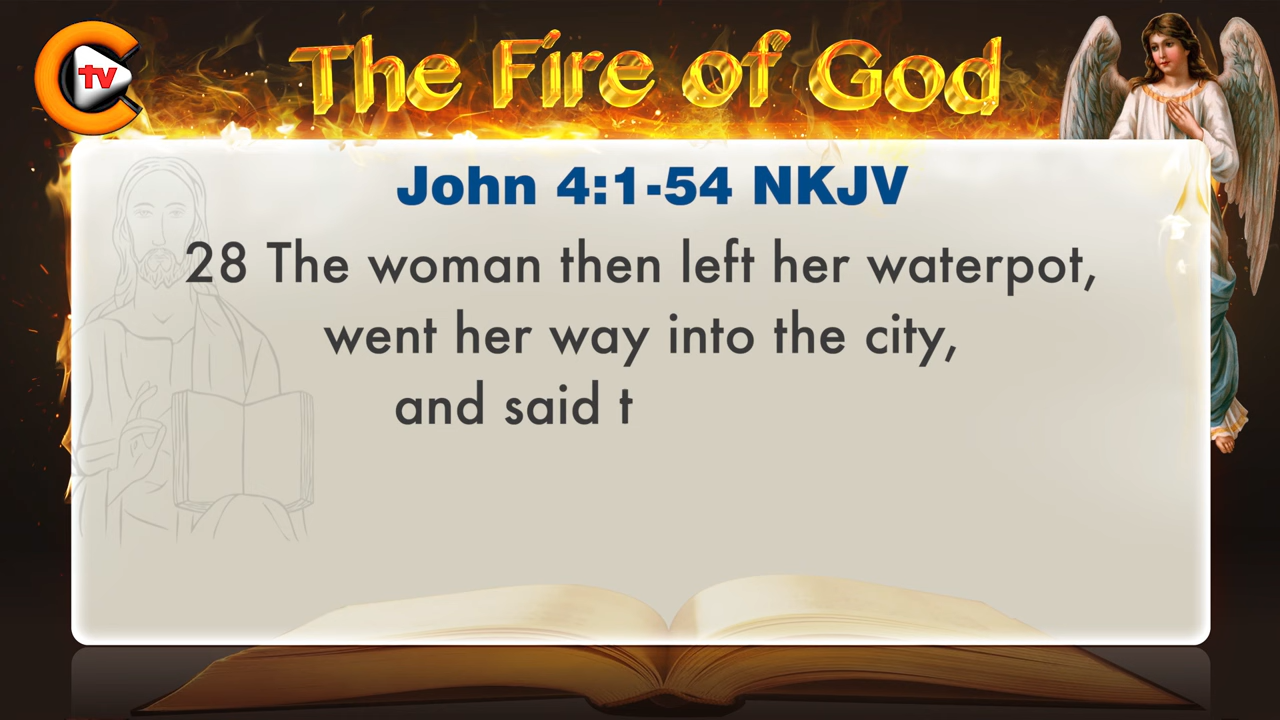 tv
The Fire of God
John 4:1-54 NKJV
28 The woman then left her waterpot,
went her way into the city,
and said t